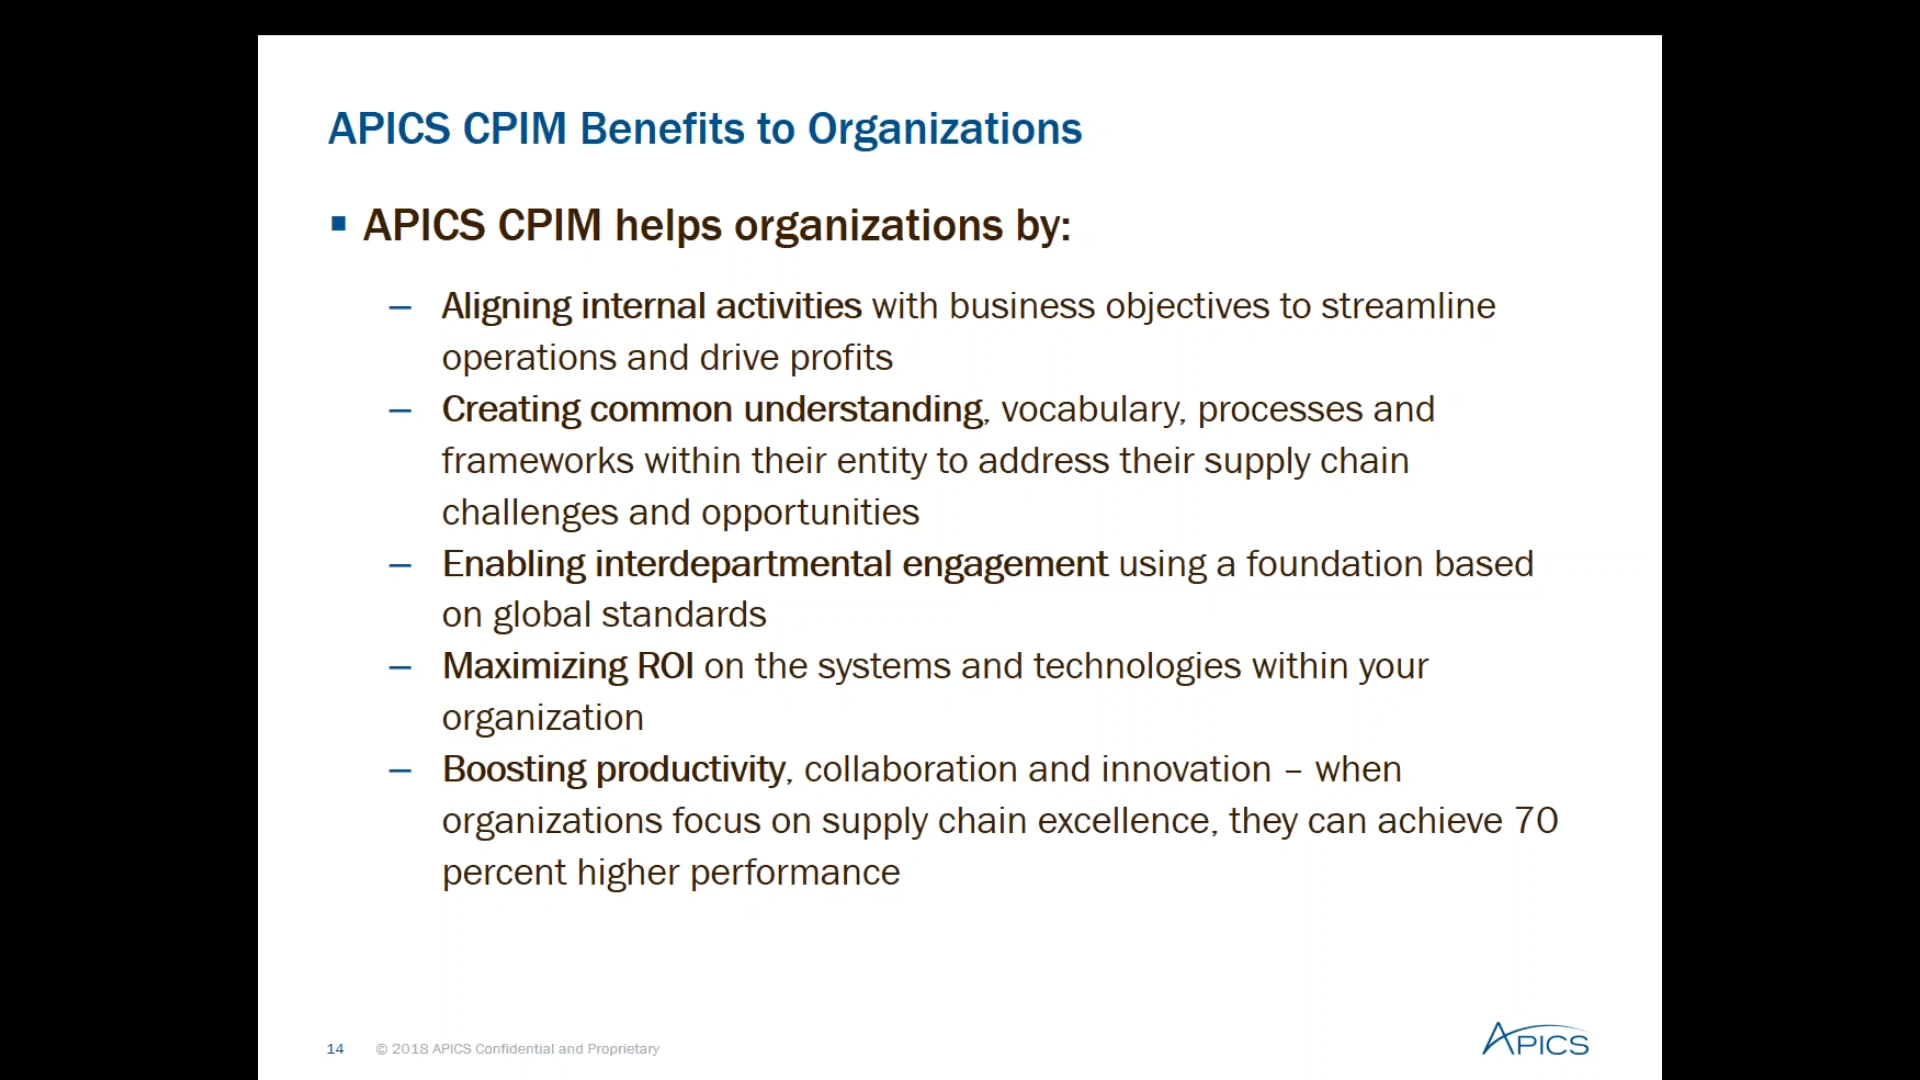 APICS CPIM Benefits to Organizations
▪ APICS CPIM helps organizations by:
– Aligning internal activities with business objectives to streamline
operations and drive profits
– Creating common understanding, vocabulary, processes and
frameworks within their entity to address their supply chain
challenges and opportunities
– Enabling interdepartmental engagement using a foundation based
on global standards
– Maximizing ROI on the systems and technologies within your
organization
– Boosting productivity, collaboration and innovation – when
organizations focus on supply chain excellence, they can achieve 70
percent higher performance
14 © 2018 APICS Confidential and Proprietary
APICS